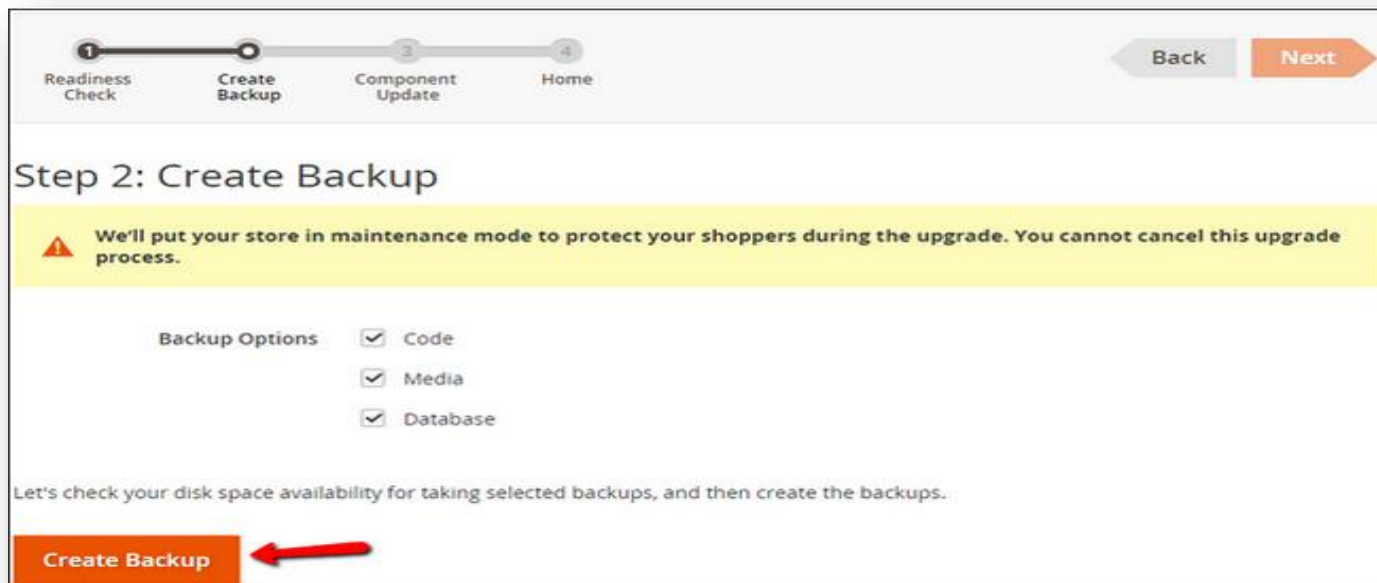 1
3
4
Readiness Check
Create Backup
Component Update
Home
Back
Next
Step 2: Create Backup
We'll put your store in maintenance mode to protect your shoppers during the upgrade. You cannot cancel this upgrade
process.
Backup Options
Code
Media
Database
Let's check your disk space availability for taking selected backups, and then create the backups.
Create Backup